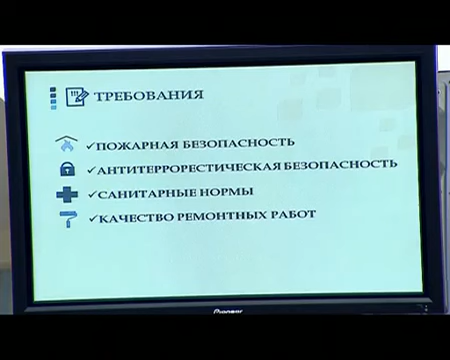 ТРЕБОВАНИЯ
✓ПОЖАРНАЯ БЕЗОПАСНОСТЬ
✓АНТИТЕРРОРЕСТИЧЕСКАЯ БЕЗОПАСНОСТЬ
✓САНИТАРНЫЕ НОРМЫ
✓КАЧЕСТВО РЕМОНТНЫХ РАБОТ
Pioneer